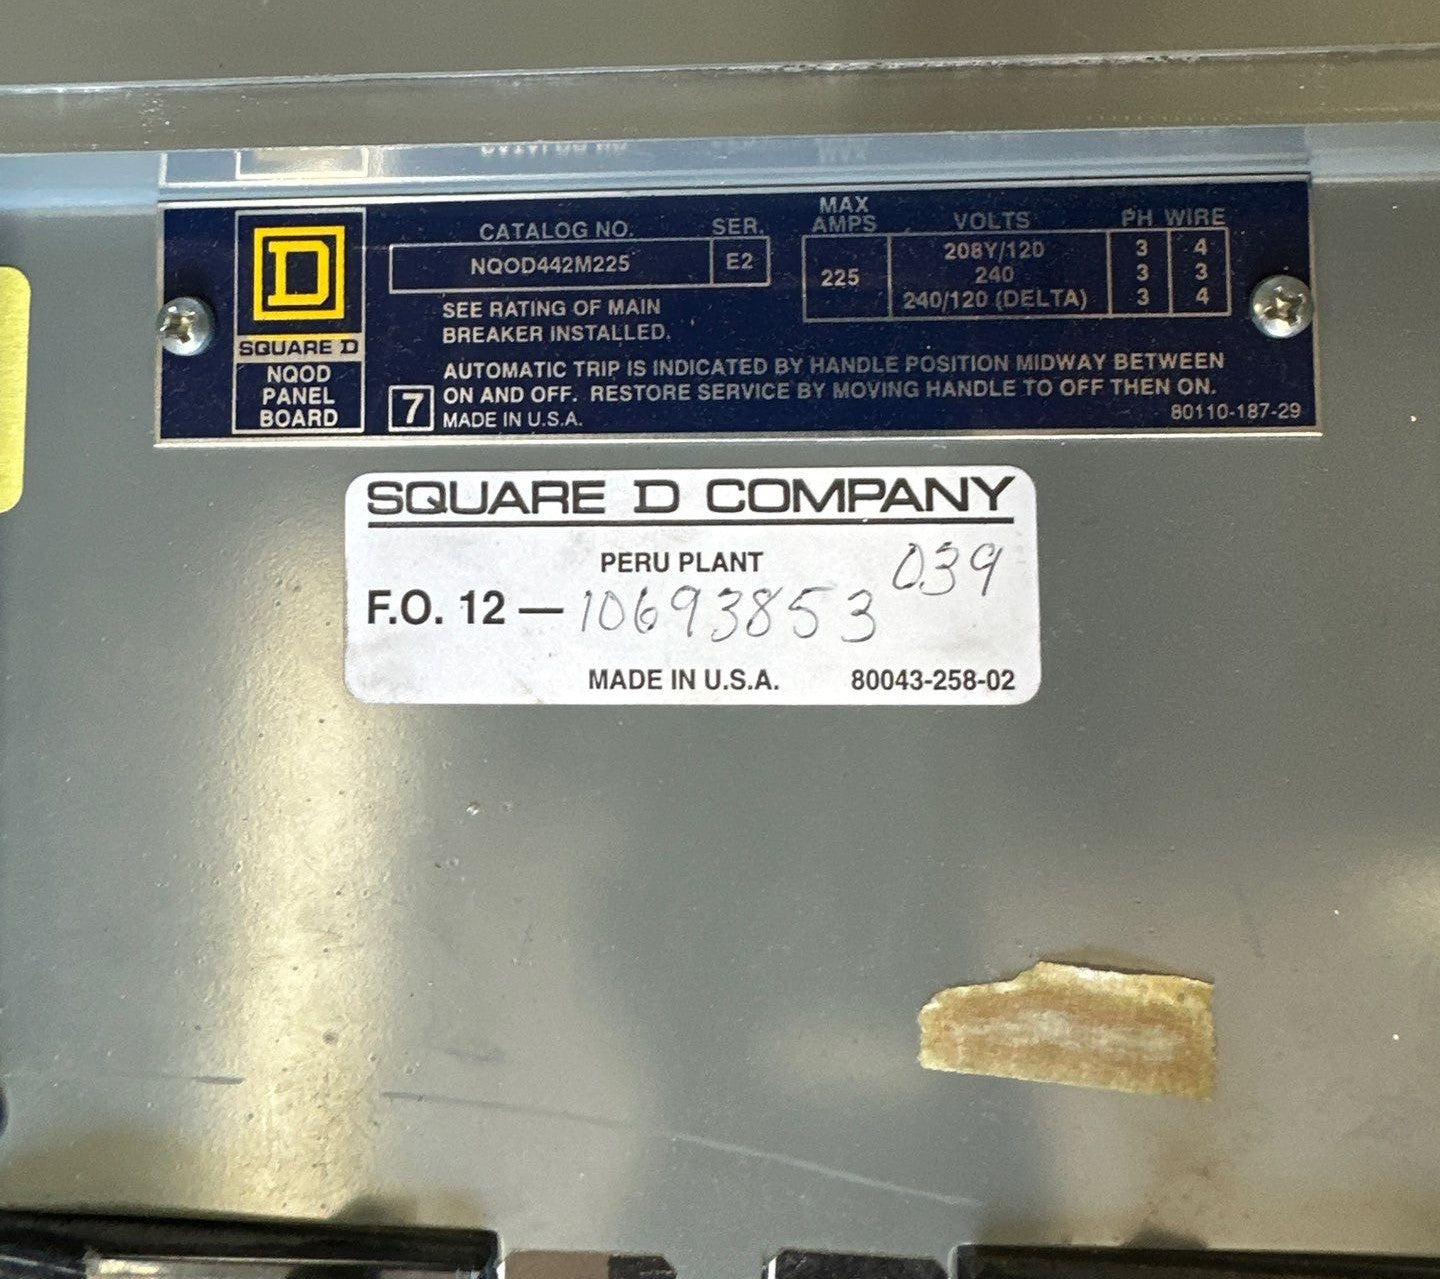 CATALOG NO. SER. MAX AMPS VOLTS PH WIRE
NQOD442M225 E2 225 208Y/120 3 4
240 3 3
240/120 (DELTA) 3 4
SEE RATING OF MAIN
BREAKER INSTALLED.
D
SQUARE D
NQOD
PANEL
BOARD
AUTOMATIC TRIP IS INDICATED BY HANDLE POSITION MIDWAY BETWEEN
ON AND OFF. RESTORE SERVICE BY MOVING HANDLE TO OFF THEN ON.
7 MADE IN U.S.A. 80110-187-29
SQUARE D COMPANY
PERU PLANT 039
F.O. 12 — 10693853
MADE IN U.S.A. 80043-258-02